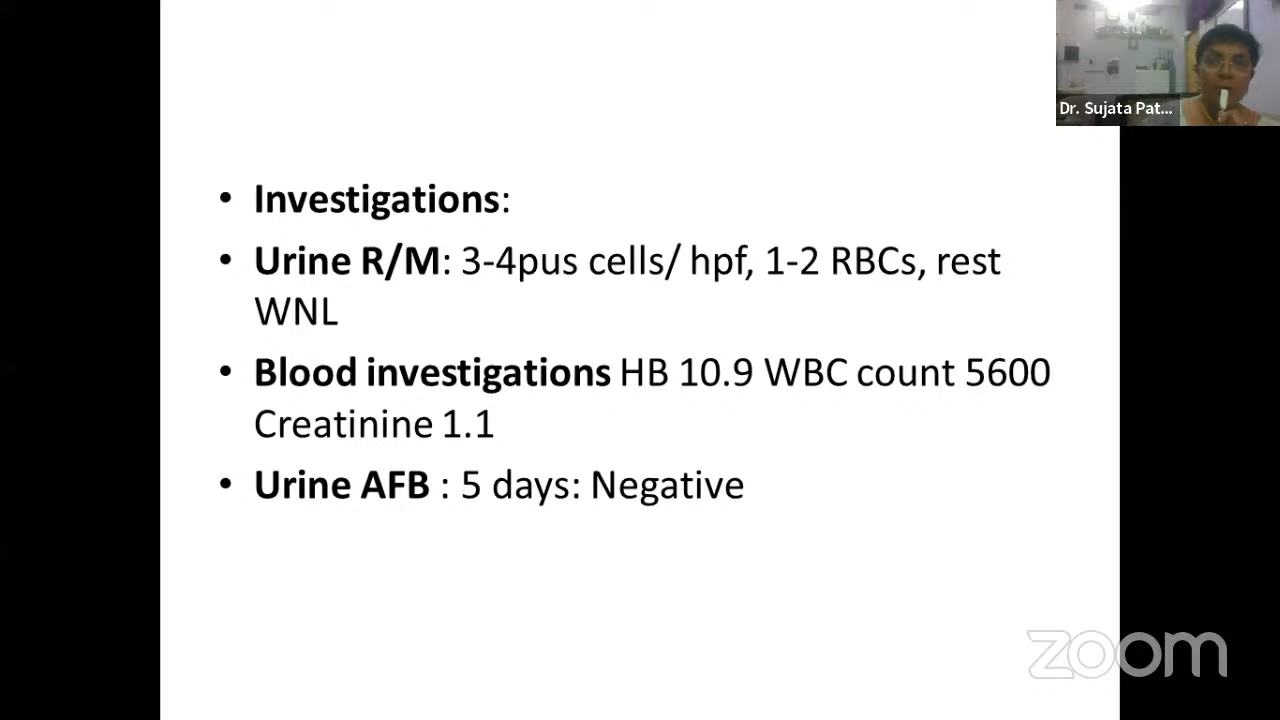 Dr. Sujata Pat...
• Investigations:
• Urine R/M: 3-4pus cells/ hpf, 1-2 RBCs, rest
WNL
• Blood investigations HB 10.9 WBC count 5600
Creatinine 1.1
• Urine AFB : 5 days: Negative
zoom